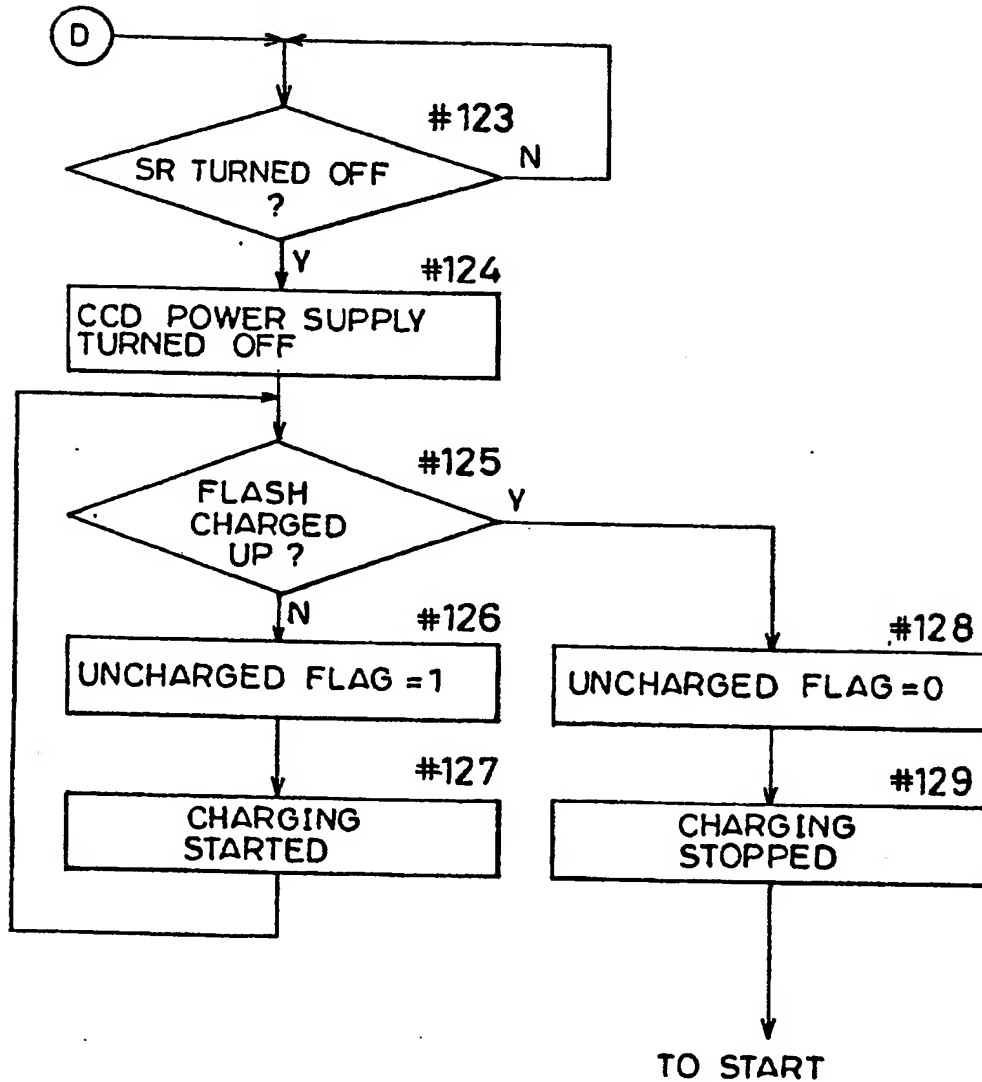 D
#123
SR TURNED OFF
?
N
Y
#124
CCD POWER SUPPLY
TURNED OFF
#125
FLASH
CHARGED
UP ?
Y
N
#126
UNCHARGED FLAG = 1
#127
CHARGING
STARTED
#128
UNCHARGED FLAG = 0
#129
CHARGING
STOPPED
TO START